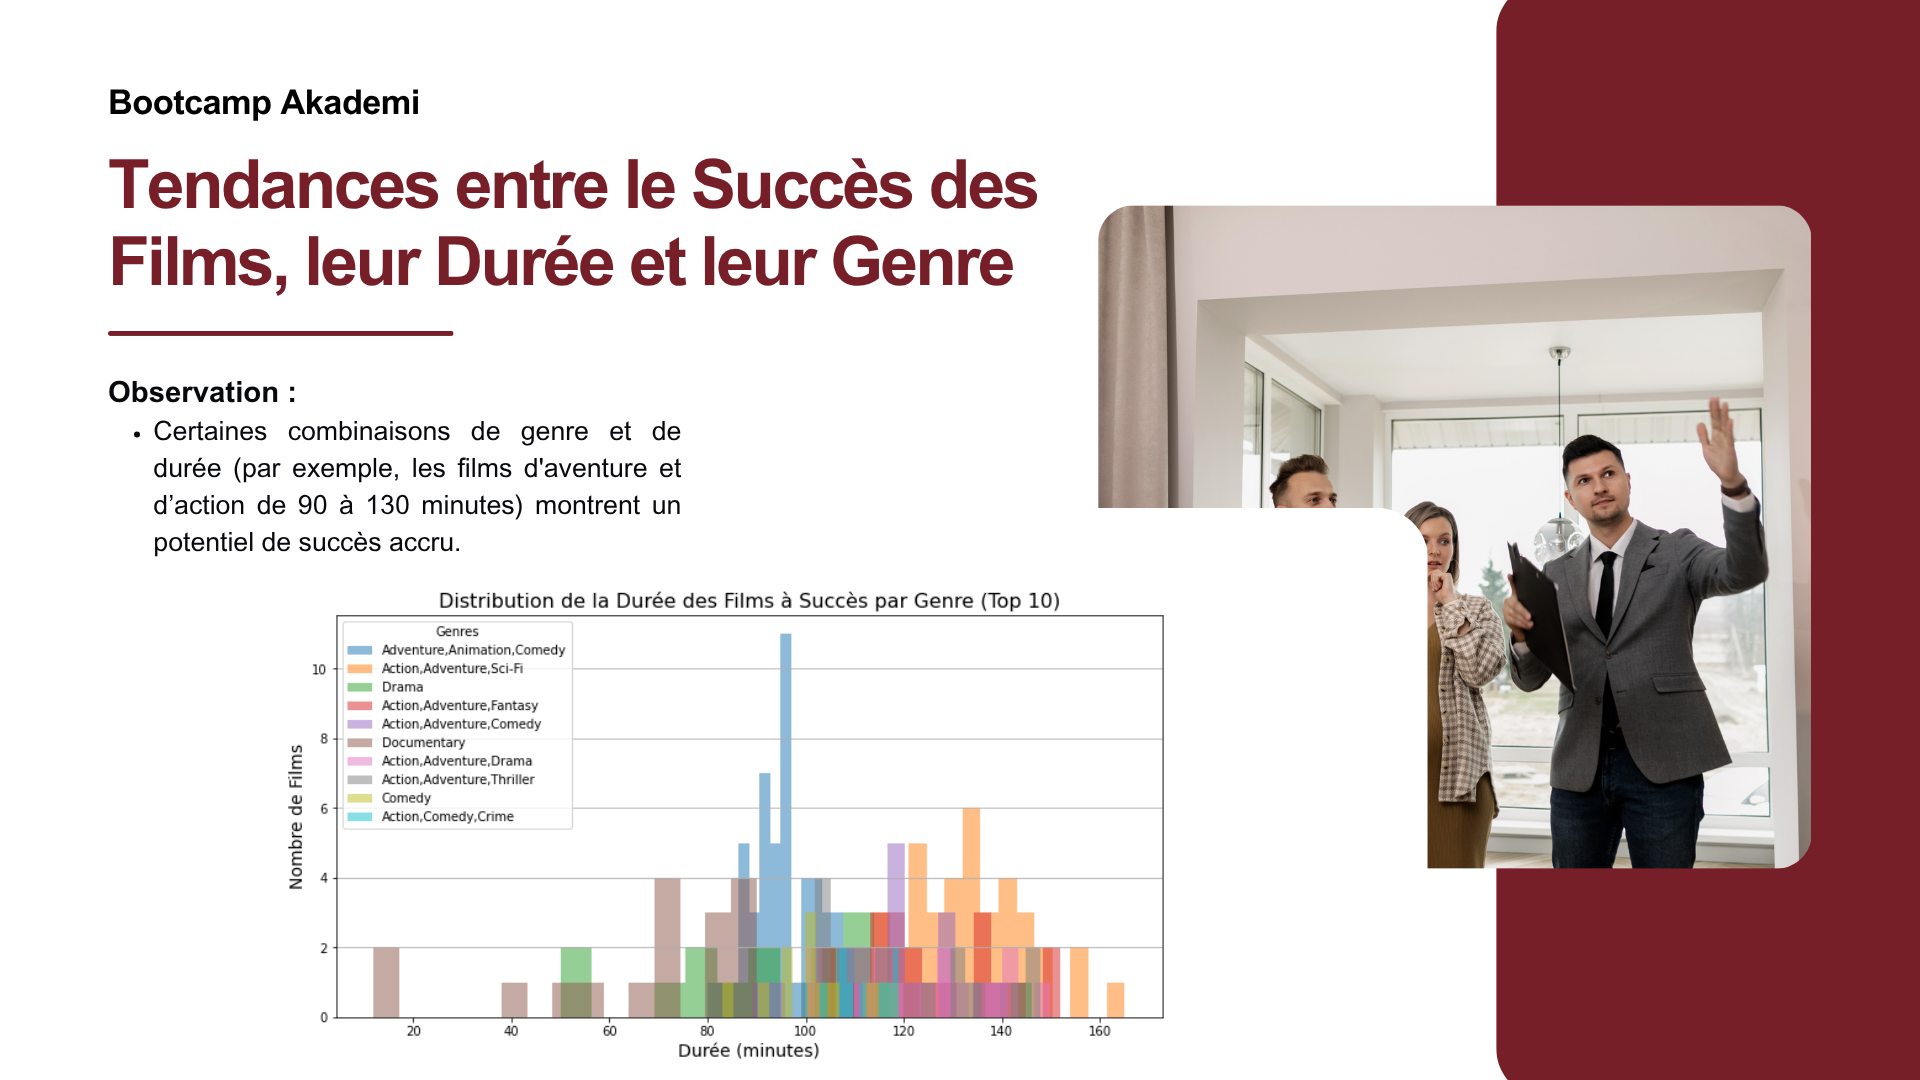 Bootcamp Akademi
Tendances entre le Succès des
Films, leur Durée et leur Genre
Observation :
• Certaines combinaisons de genre et de
durée (par exemple, les films d'aventure et
d’action de 90 à 130 minutes) montrent un
potentiel de succès accru.
Distribution de la Durée des Films à Succès par Genre (Top 10)
Genres
Adventure,Animation,Comedy
Action,Adventure,Sci-Fi
Drama
Action,Adventure,Fantasy
Action,Adventure,Comedy
Documentary
Action,Adventure,Drama
Action,Adventure,Thriller
Comedy
Action,Comedy,Crime
Nombre de Films
10
8
6
4
2
0
20 40 60 80 100 120 140 160
Durée (minutes)